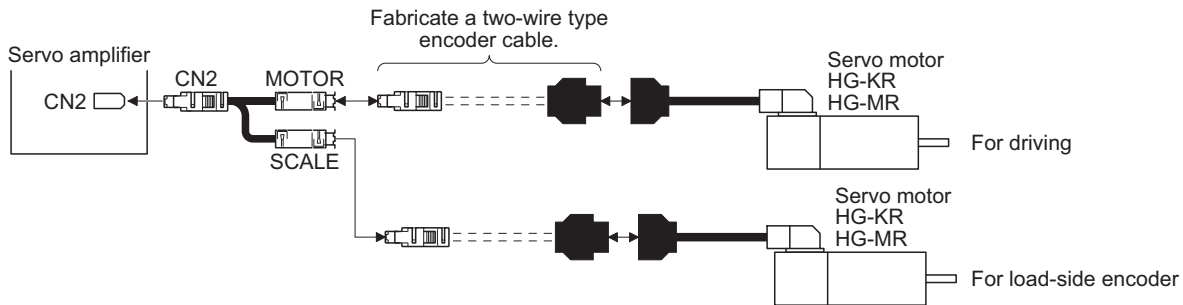 Fabricate a two-wire type
encoder cable.
Servo amplifier
CN2
MOTOR
CN2
SCALE
Servo motor
HG-KR
HG-MR
For driving
Servo motor
HG-KR
HG-MR
For load-side encoder